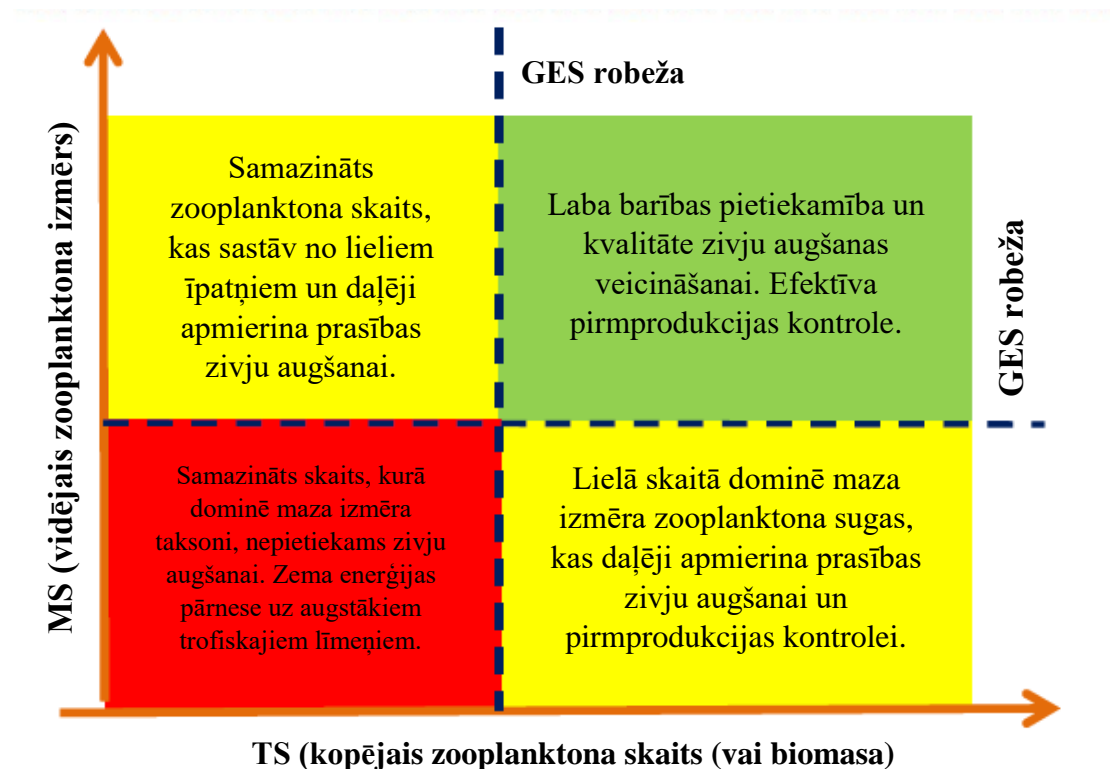 GES robeža
MS (vidējais zooplanktona izmērs)
Samazināts
zooplanktona skaits,
kas sastāv no lieliem
īpatņiem un daļēji
apmierina prasības
zivju augšanai.
Laba barības pietiekamība un
kvalitāte zivju augšanas
veicināšanai. Efektīva
pirmprodukcijas kontrole.
GES robeža
Samazināts skaits, kurā
dominē maza izmēra
taksoni, nepietiekams zivju
augšanai. Zema enerģijas
pārnese uz augstākiem
trofiskajiem līmeņiem.
Lielā skaitā dominē maza
izmēra zooplanktona sugas,
kas daļēji apmierina prasības
zivju augšanai un
pirmprodukcijas kontrolei.
TS (kopējais zooplanktona skaits (vai biomasa)